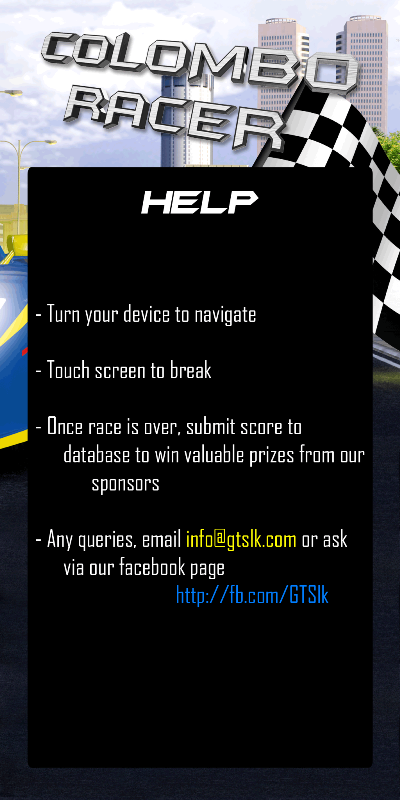 COLOMBO
RACER
HELP
- Turn your device to navigate
- Touch screen to break
- Once race is over, submit score to
database to win valuable prizes from our
sponsors
- Any queries, email info@gtslk.com or ask
via our facebook page
http://fb.com/GTSlk